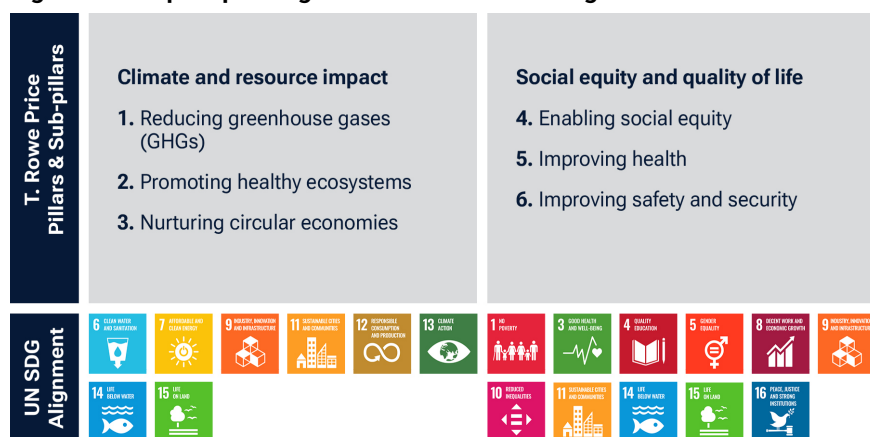 T. Rowe Price
Pillars & Sub-pillars
Climate and resource impact
1. Reducing greenhouse gases
(GHGs)
2. Promoting healthy ecosystems
3. Nurturing circular economies
Social equity and quality of life
4. Enabling social equity
5. Improving health
6. Improving safety and security
UN SDG
Alignment
6 CLEAN WATER
AND SANITATION
7 AFFORDABLE AND
CLEAN ENERGY
9 INDUSTRY, INNOVATION
AND INFRASTRUCTURE
11 SUSTAINABLE CITIES
AND COMMUNITIES
12 RESPONSIBLE
CONSUMPTION
AND PRODUCTION
13 CLIMATE
ACTION
14 LIFE
BELOW WATER
15 LIFE
ON LAND
1 NO
POVERTY
3 GOOD HEALTH
AND WELL-BEING
4 QUALITY
EDUCATION
5 GENDER
EQUALITY
8 DECENT WORK AND
ECONOMIC GROWTH
9 INDUSTRY, INNOVATION
AND INFRASTRUCTURE
10 REDUCED
INEQUALITIES
11 SUSTAINABLE CITIES
AND COMMUNITIES
14 LIFE
BELOW WATER
15 LIFE
ON LAND
16 PEACE, JUSTICE
AND STRONG
INSTITUTIONS